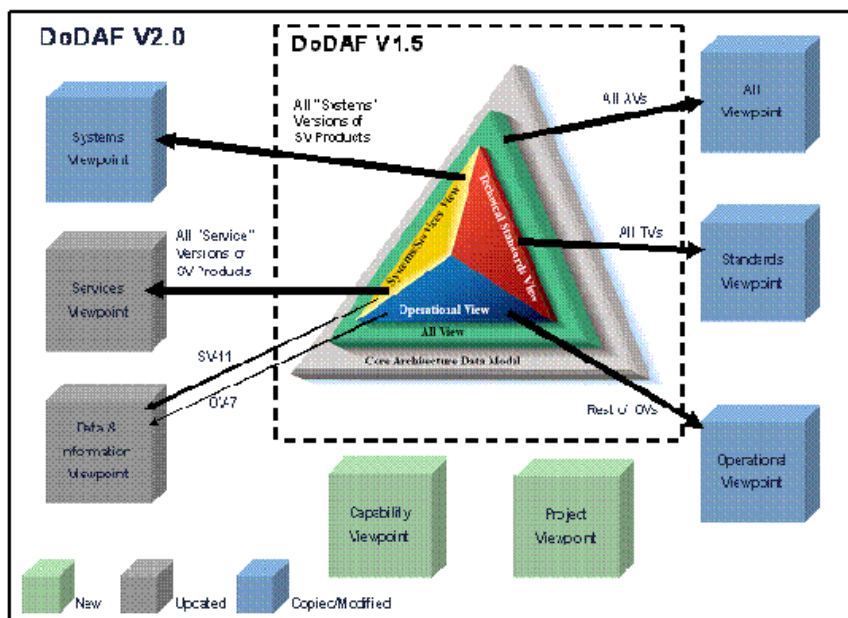 DoDAF V2.0
DoDAF V1.5
Systems
Viewpoint
All "Systems"
Versions of
SV Products
All AVs
All
Viewpoint
Services
Viewpoint
All "Service"
Versions of
SV Products
Systems/Services View
Technical Standards View
Operational View
All View
Core Architecture Data Model
All TVs
Standards
Viewpoint
SV-11
OV-7
Data &
Information
Viewpoint
Rest of OVs
Operational
Viewpoint
Capability
Viewpoint
Project
Viewpoint
New
Updated
Copied/Modified